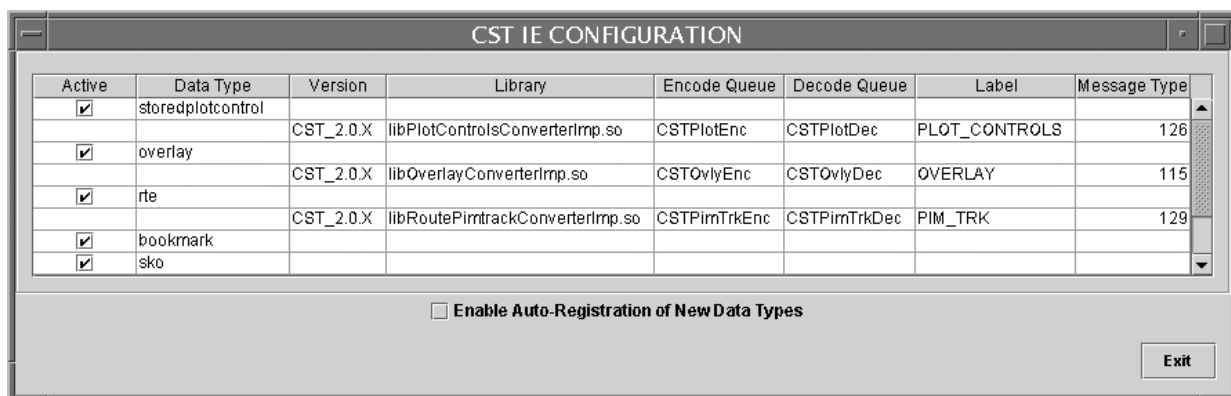 CST IE CONFIGURATION
Active Data Type Version Library Encode Queue Decode Queue Label Message Type
storedplotcontrol
CST_2.0.X libPlotControlsConverterImp.so CSTPlotEnc CSTPlotDec PLOT_CONTROLS 126
overlay
CST_2.0.X libOverlayConverterImp.so CSTOvlyEnc CSTOvlyDec OVERLAY 115
rte
CST_2.0.X libRoutePimtrackConverterImp.so CSTPimTrkEnc CSTPimTrkDec PIM_TRK 129
bookmark
sko
Enable Auto-Registration of New Data Types
Exit